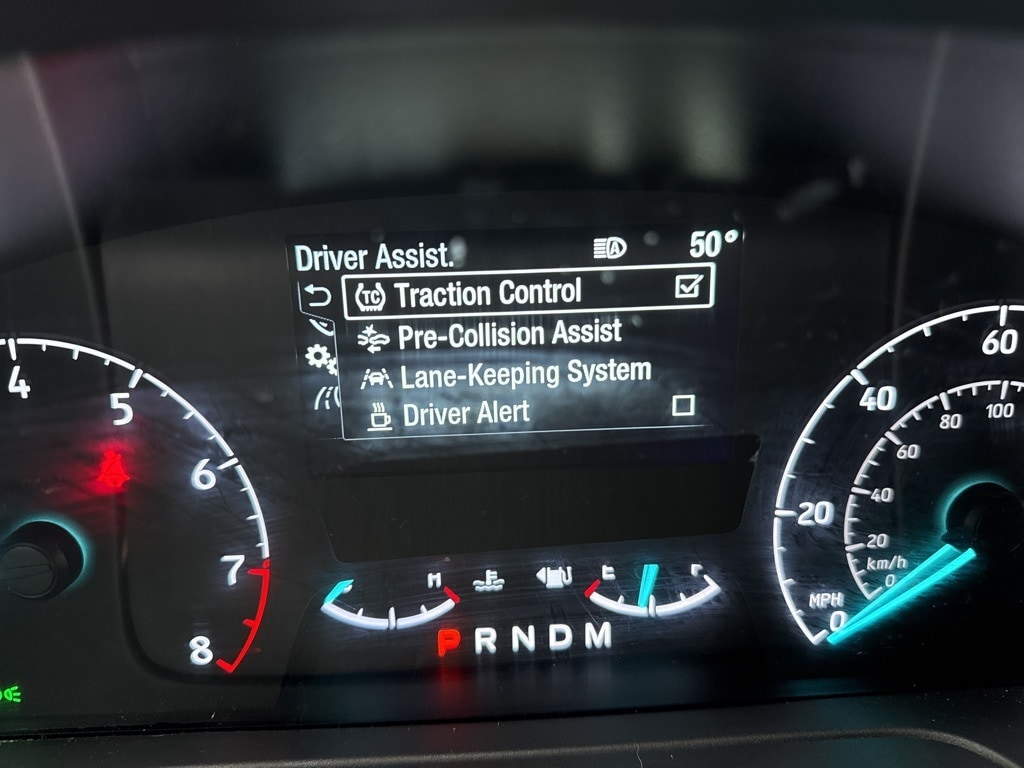 Driver Assist.
50°
TC Traction Control
Pre-Collision Assist
Lane-Keeping System
Driver Alert
4
5
6
7
8
H
E
F
P R N D M
60
40
20
0
MPH
100
80
60
40
20
0
km/h